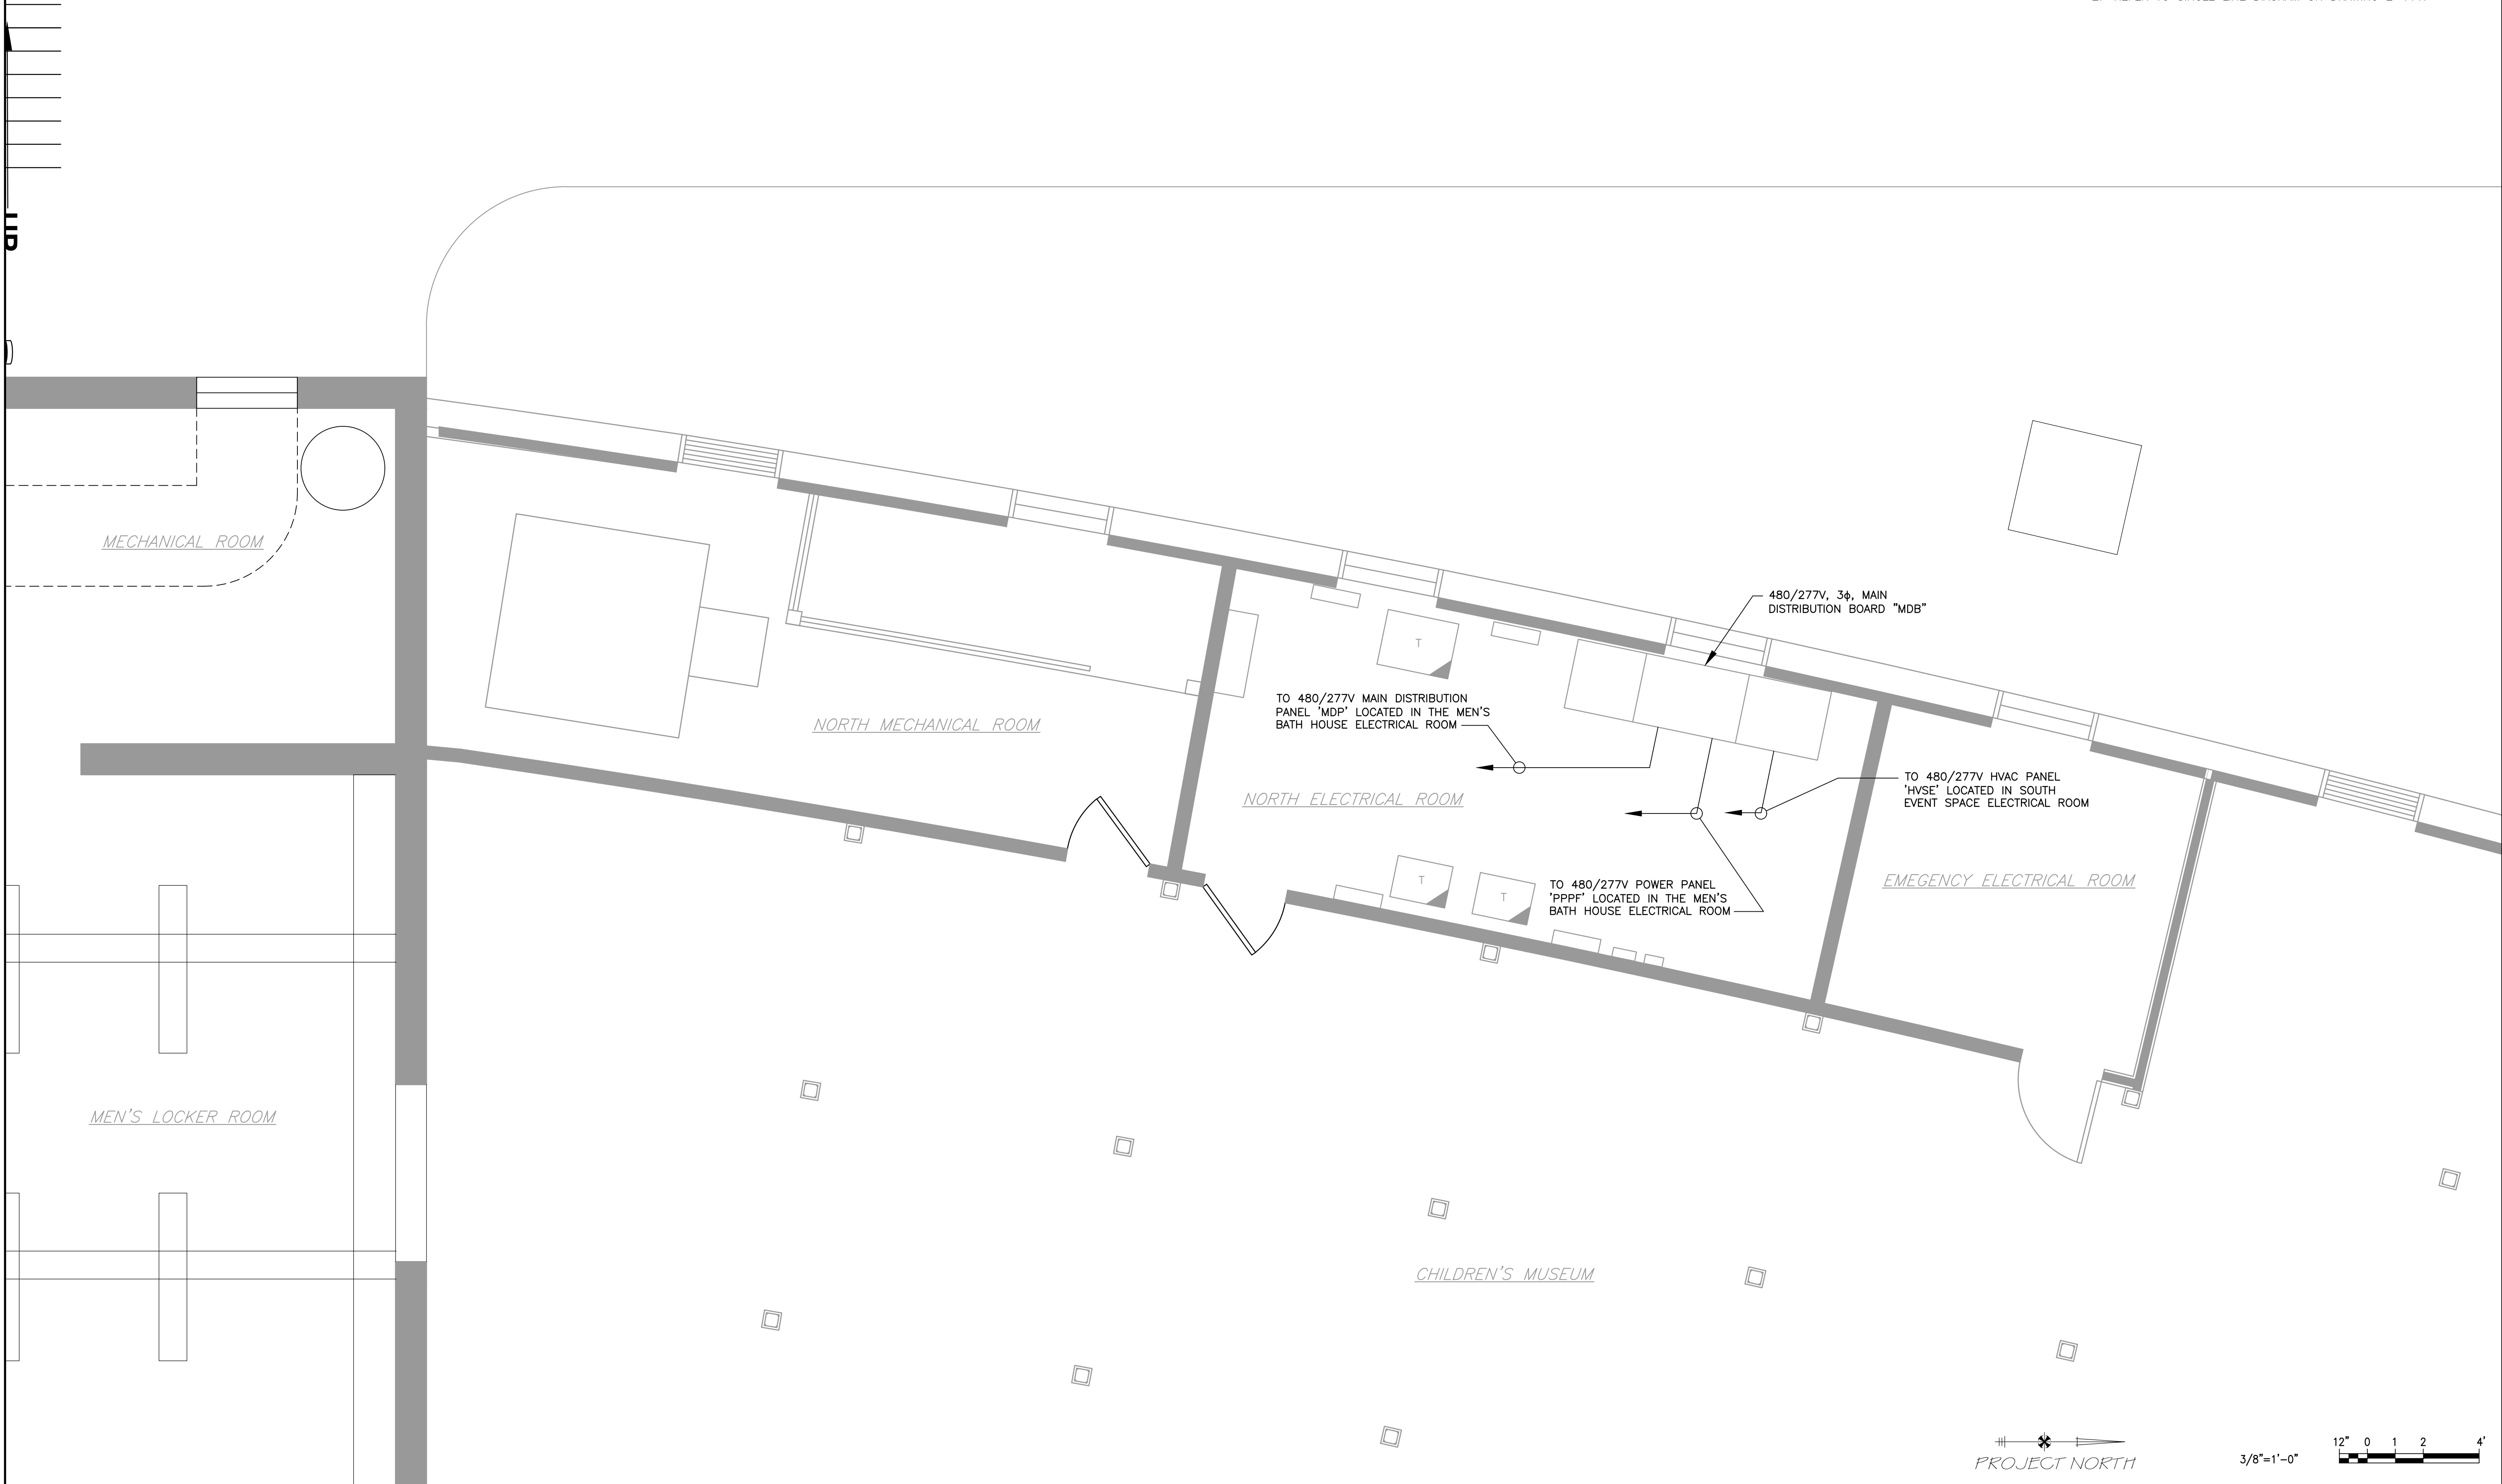 UP
MECHANICAL ROOM
480/277V, 3ϕ, MAIN
DISTRIBUTION BOARD "MDB"
T
TO 480/277V MAIN DISTRIBUTION
PANEL 'MDP' LOCATED IN THE MEN'S
BATH HOUSE ELECTRICAL ROOM
NORTH MECHANICAL ROOM
NORTH ELECTRICAL ROOM
TO 480/277V HVAC PANEL
'HVSE' LOCATED IN SOUTH
EVENT SPACE ELECTRICAL ROOM
T
T
TO 480/277V POWER PANEL
'PPPF' LOCATED IN THE MEN'S
BATH HOUSE ELECTRICAL ROOM
EMEGENCY ELECTRICAL ROOM
MEN'S LOCKER ROOM
CHILDREN'S MUSEUM
PROJECT NORTH
3/8"=1'-0"
12" 0 1 2 4'